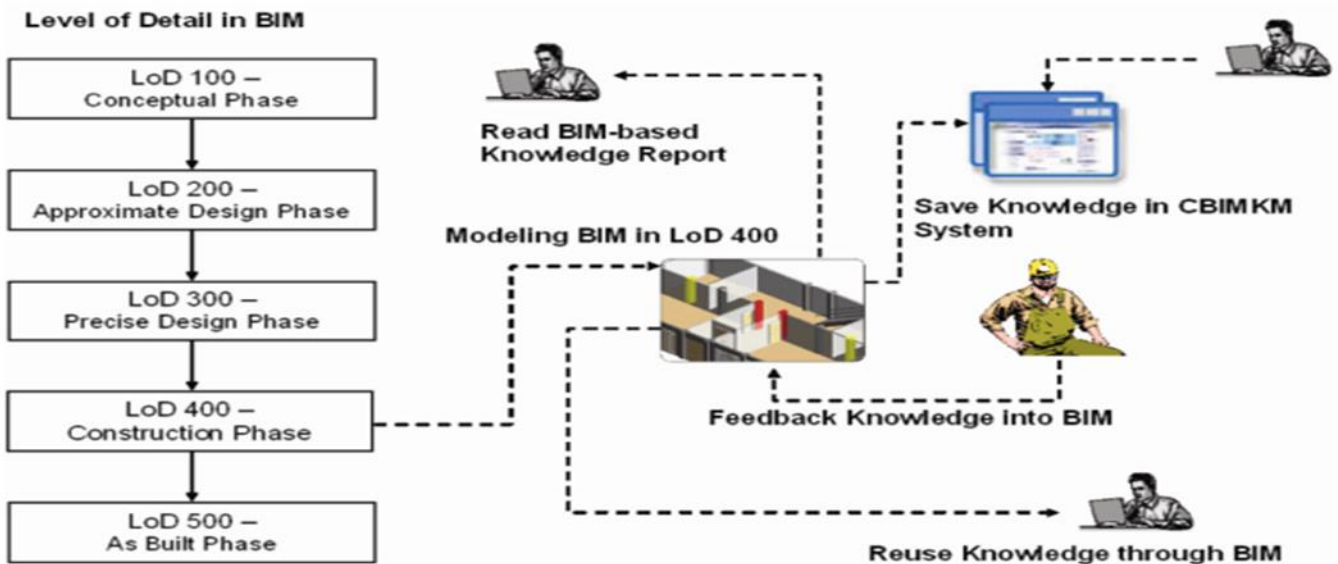 Level of Detail in BIM
LoD 100 –
Conceptual Phase
LoD 200 –
Approximate Design Phase
LoD 300 –
Precise Design Phase
LoD 400 –
Construction Phase
LoD 500 –
As Built Phase
Read BIM-based
Knowledge Report
Modeling BIM in LoD 400
Save Knowledge in CBIMKM
System
Feedback Knowledge into BIM
Reuse Knowledge through BIM